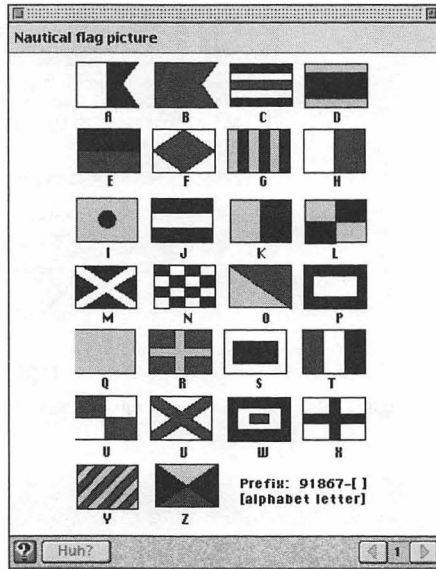 Nautical flag picture
A B C D
E F G H
I J K L
M N O P
Q R S T
U V W X
Y Z
Prefix: 91867-[ ]
[alphabet letter]
? Huh? 1